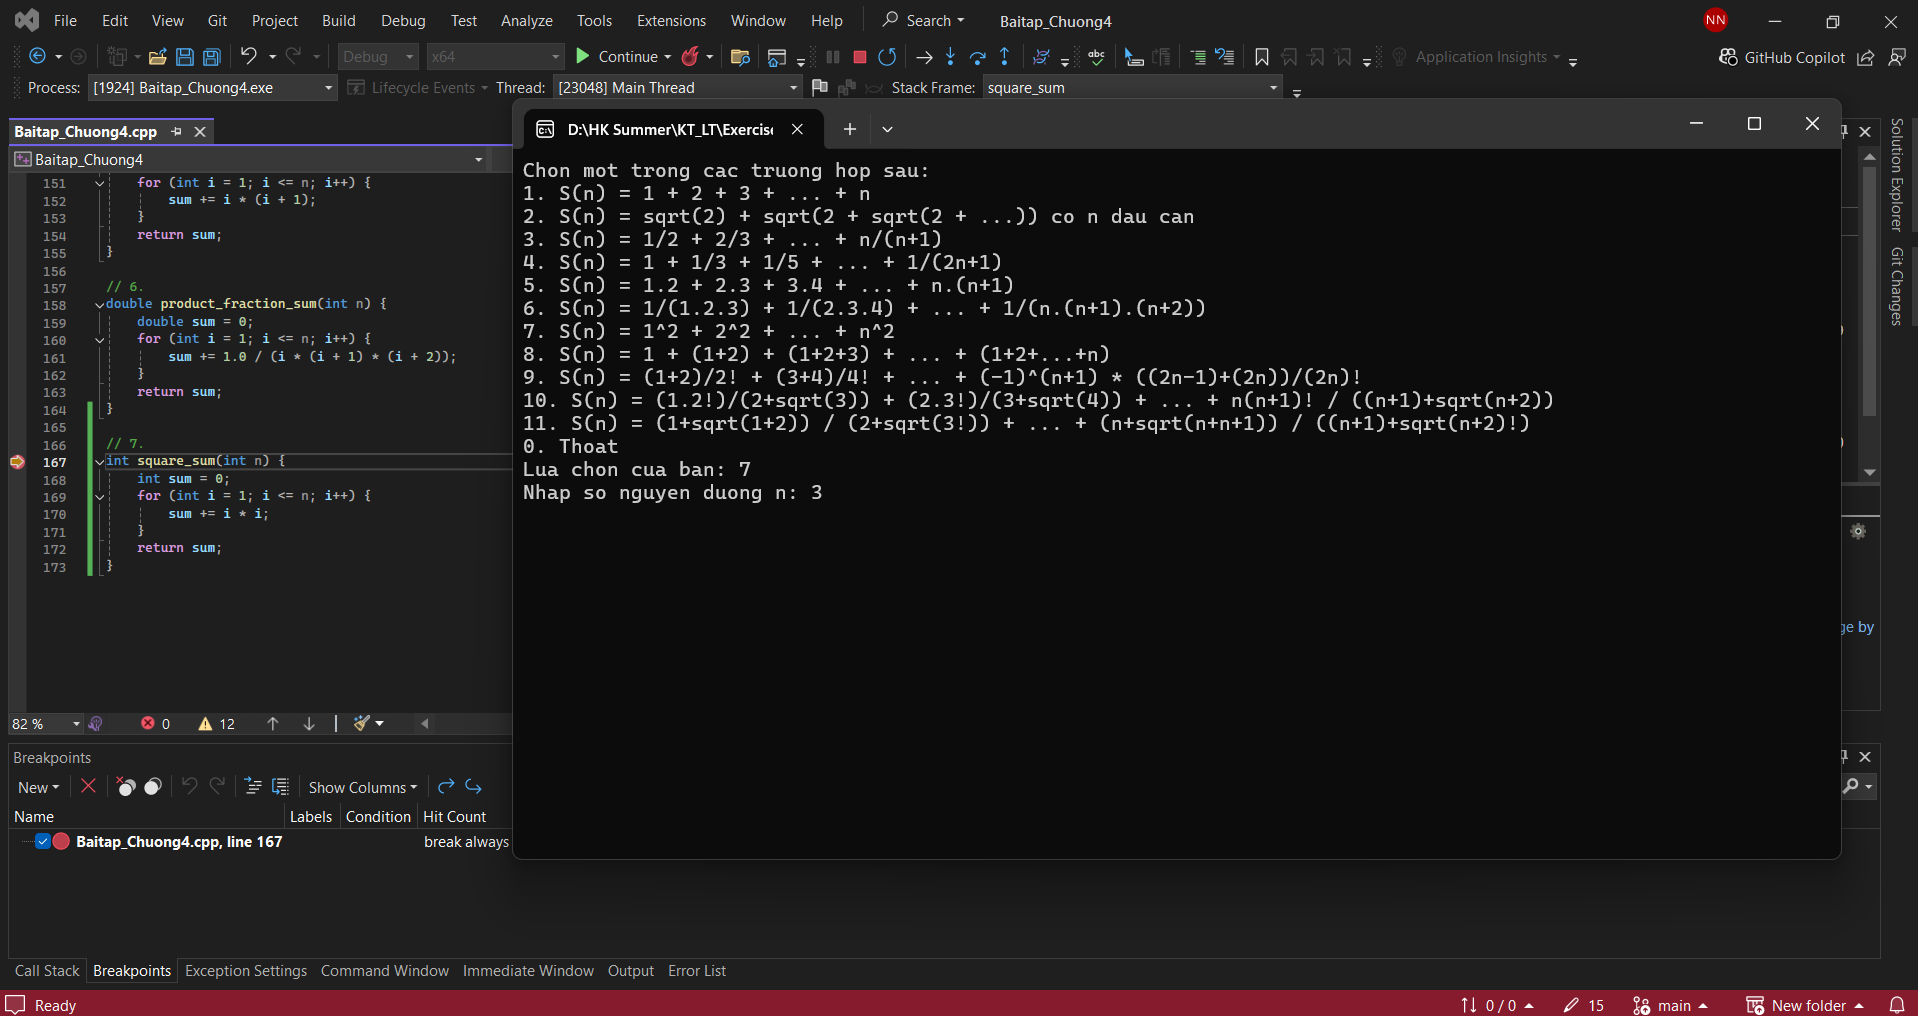 File Edit View Git Project Build Debug Test Analyze Tools Extensions Window Help Search Baitap_Chuong4 NN
Debug x64 Continue Application Insights GitHub Copilot
Process: [1924] Baitap_Chuong4.exe Lifecycle Events Thread: [23048] Main Thread Stack Frame: square_sum
Baitap_Chuong4.cpp
Baitap_Chuong4
151 for (int i = 1; i <= n; i++) {
152 sum += i * (i + 1);
153 }
154 return sum;
155 }
156
157 // 6.
158 double product_fraction_sum(int n) {
159 double sum = 0;
160 for (int i = 1; i <= n; i++) {
161 sum += 1.0 / (i * (i + 1) * (i + 2));
162 }
163 return sum;
164 }
165
166 // 7.
167 int square_sum(int n) {
168 int sum = 0;
169 for (int i = 1; i <= n; i++) {
170 sum += i * i;
171 }
172 return sum;
173 }
82 % 0 12
D:\HK Summer\KT_LT\Exercis
Chon mot trong cac truong hop sau:
1. S(n) = 1 + 2 + 3 + ... + n
2. S(n) = sqrt(2) + sqrt(2 + sqrt(2 + ...)) co n dau can
3. S(n) = 1/2 + 2/3 + ... + n/(n+1)
4. S(n) = 1 + 1/3 + 1/5 + ... + 1/(2n+1)
5. S(n) = 1.2 + 2.3 + 3.4 + ... + n.(n+1)
6. S(n) = 1/(1.2.3) + 1/(2.3.4) + ... + 1/(n.(n+1).(n+2))
7. S(n) = 1^2 + 2^2 + ... + n^2
8. S(n) = 1 + (1+2) + (1+2+3) + ... + (1+2+...+n)
9. S(n) = (1+2)/2! + (3+4)/4! + ... + (-1)^(n+1) * ((2n-1)+(2n))/(2n)!
10. S(n) = (1.2!)/(2+sqrt(3)) + (2.3!)/(3+sqrt(4)) + ... + n(n+1)! / ((n+1)+sqrt(n+2))
11. S(n) = (1+sqrt(1+2)) / (2+sqrt(3!)) + ... + (n+sqrt(n+n+1)) / ((n+1)+sqrt(n+2)!)
0. Thoat
Lua chon cua ban: 7
Nhap so nguyen duong n: 3
Solution Explorer
Git Changes
ge by
Breakpoints
New Show Columns
Name Labels Condition Hit Count
Baitap_Chuong4.cpp, line 167 break always
Call Stack Breakpoints Exception Settings Command Window Immediate Window Output Error List
Ready 0 / 0 15 main New folder